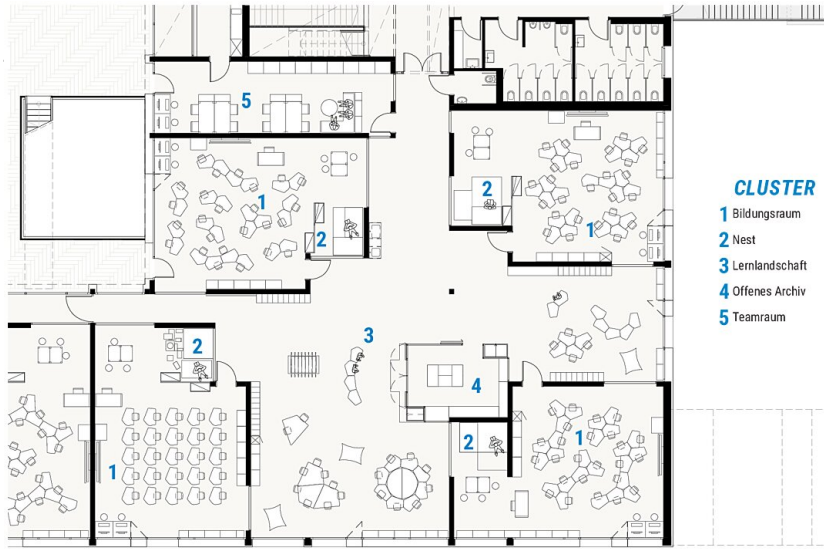 5
1
2
2
1
CLUSTER
1 Bildungsraum
2 Nest
3 Lernlandschaft
4 Offenes Archiv
5 Teamraum
3
2
4
1
2
1